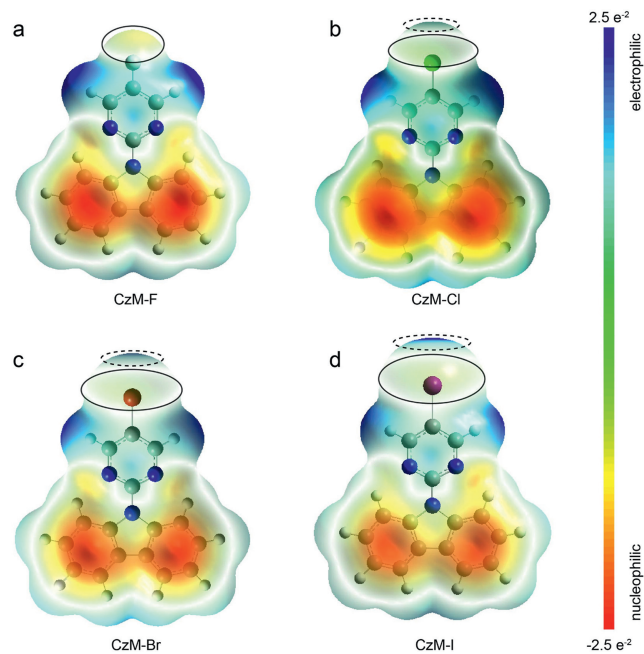 a
b
2.5 e⁻²
electrophilic
CzM-F
CzM-Cl
c
d
nucleophilic
CzM-Br
CzM-I
-2.5 e⁻²